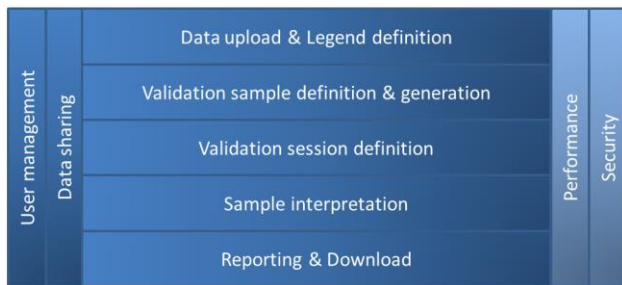 User management
Data sharing
Data upload & Legend definition
Validation sample definition & generation
Validation session definition
Sample interpretation
Reporting & Download
Performance
Security